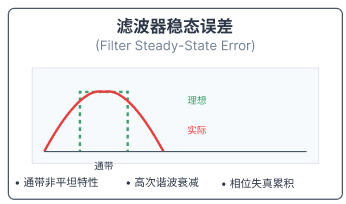 滤波器稳态误差
(Filter Steady-State Error)
理想
实际
通带
• 通带非平坦特性 • 高次谐波衰减 • 相位失真累积